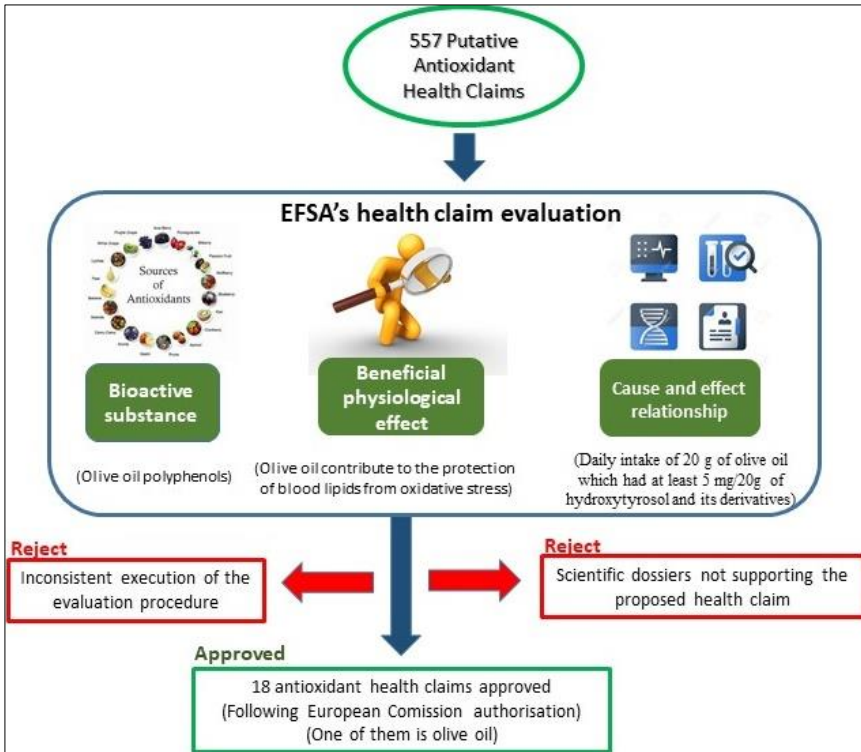 557 Putative
Antioxidant
Health Claims
EFSA's health claim evaluation
Sources
of
Antioxidants
Bioactive
substance
(Olive oil polyphenols)
Beneficial
physiological
effect
(Olive oil contribute to the protection
of blood lipids from oxidative stress)
Cause and effect
relationship
(Daily intake of 20 g of olive oil
which had at least 5 mg/20g of
hydroxytyrosol and its derivatives)
Reject
Inconsistent execution of the
evaluation procedure
Reject
Scientific dossiers not supporting the
proposed health claim
Approved
18 antioxidant health claims approved
(Following European Comission authorisation)
(One of them is olive oil)